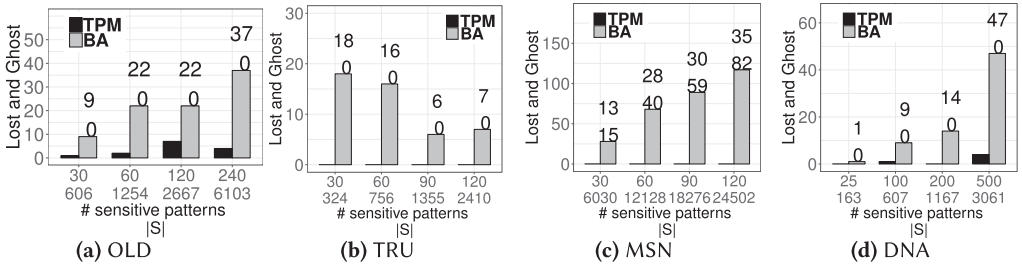 Lost and Ghost
50
40
30
20
10
0
TPM
BA
9
0
22
0
22
0
37
0
30 60 120 240
606 1254 2667 6103
# sensitive patterns
|S|
(a) OLD
Lost and Ghost
30
20
10
0
18
0
16
0
6
0
7
0
30 60 90 120
324 756 1355 2410
# sensitive patterns
|S|
(b) TRU
Lost and Ghost
150
100
50
0
TPM
BA
13
15
28
40
30
59
35
82
30 60 90 120
6030 12128 18276 24502
# sensitive patterns
|S|
(c) MSN
Lost and Ghost
60
40
20
0
TPM
BA
1
0
9
0
14
0
47
0
25 100 200 500
163 607 1167 3061
# sensitive patterns
|S|
(d) DNA